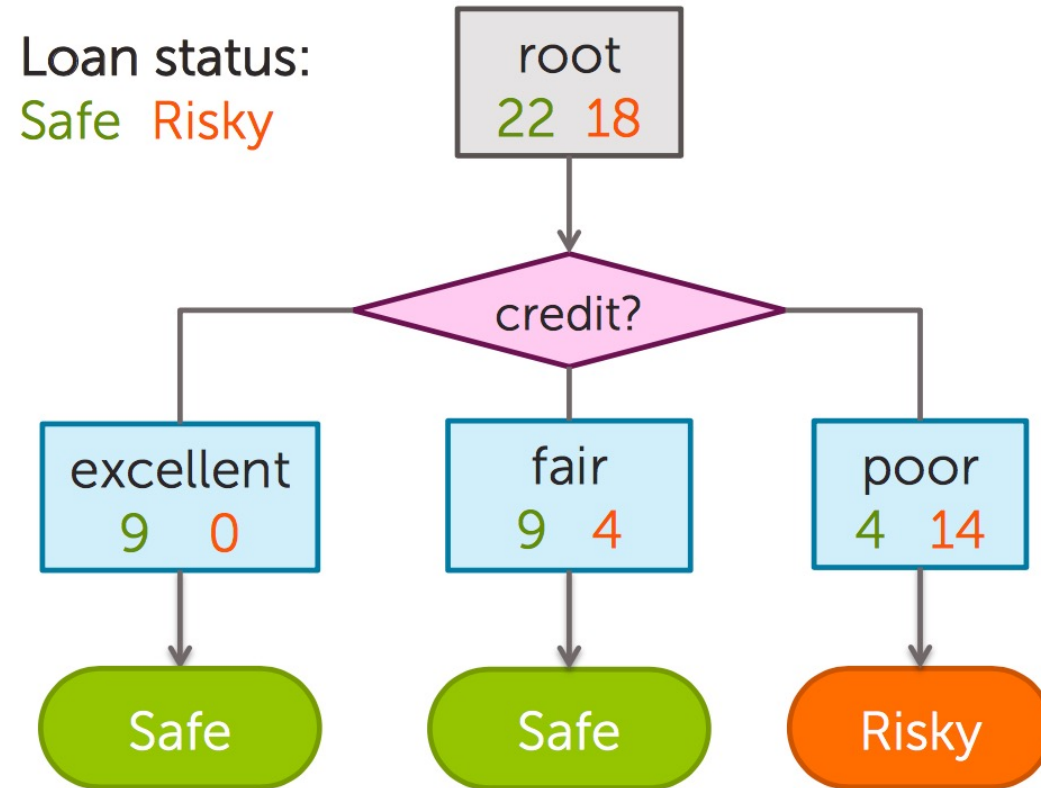 Loan status:
Safe Risky
root
22 18
credit?
excellent
9 0
fair
9 4
poor
4 14
Safe
Safe
Risky